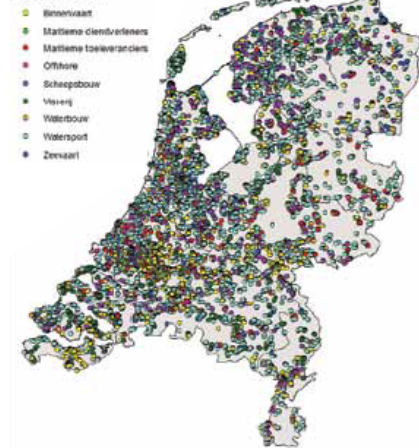 Binnenvaart
Maritieme dienstverleners
Maritieme toeleveranciers
Offshore
Scheepsbouw
Visserij
Waterbouw
Watersport
Zeevaart